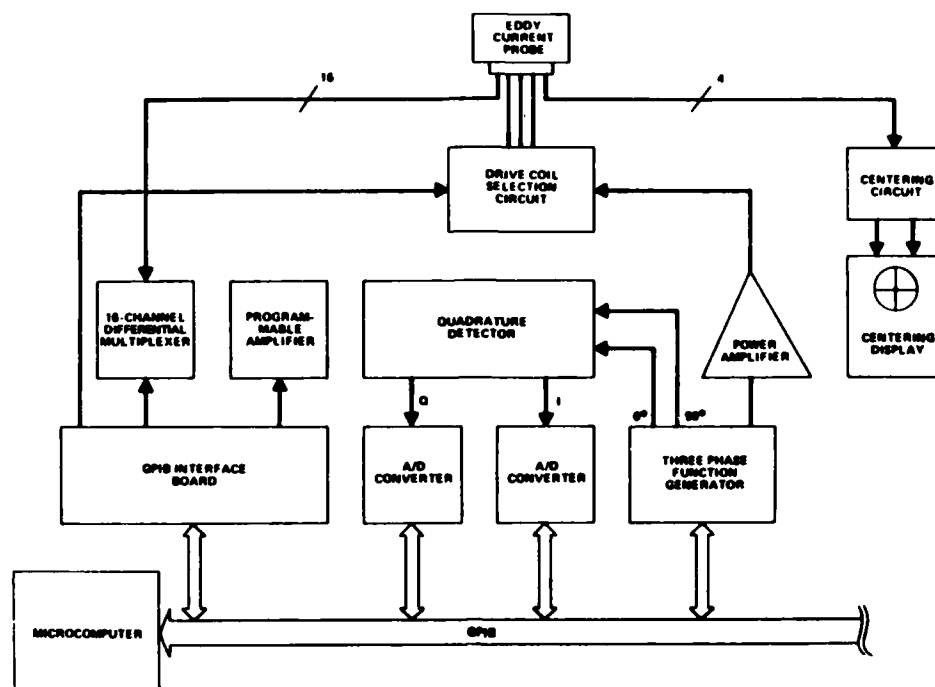 EDDY
CURRENT
PROBE
16
4
DRIVE COIL
SELECTION
CIRCUIT
CENTERING
CIRCUIT
16-CHANNEL
DIFFERENTIAL
MULTIPLEXER
PROGRAM-
MABLE
AMPLIFIER
QUADRATURE
DETECTOR
POWER
AMPLIFIER
CENTERING
DISPLAY
Q
I
0°
90°
GPIB INTERFACE
BOARD
A/D
CONVERTER
A/D
CONVERTER
THREE PHASE
FUNCTION
GENERATOR
MICROCOMPUTER
GPIB